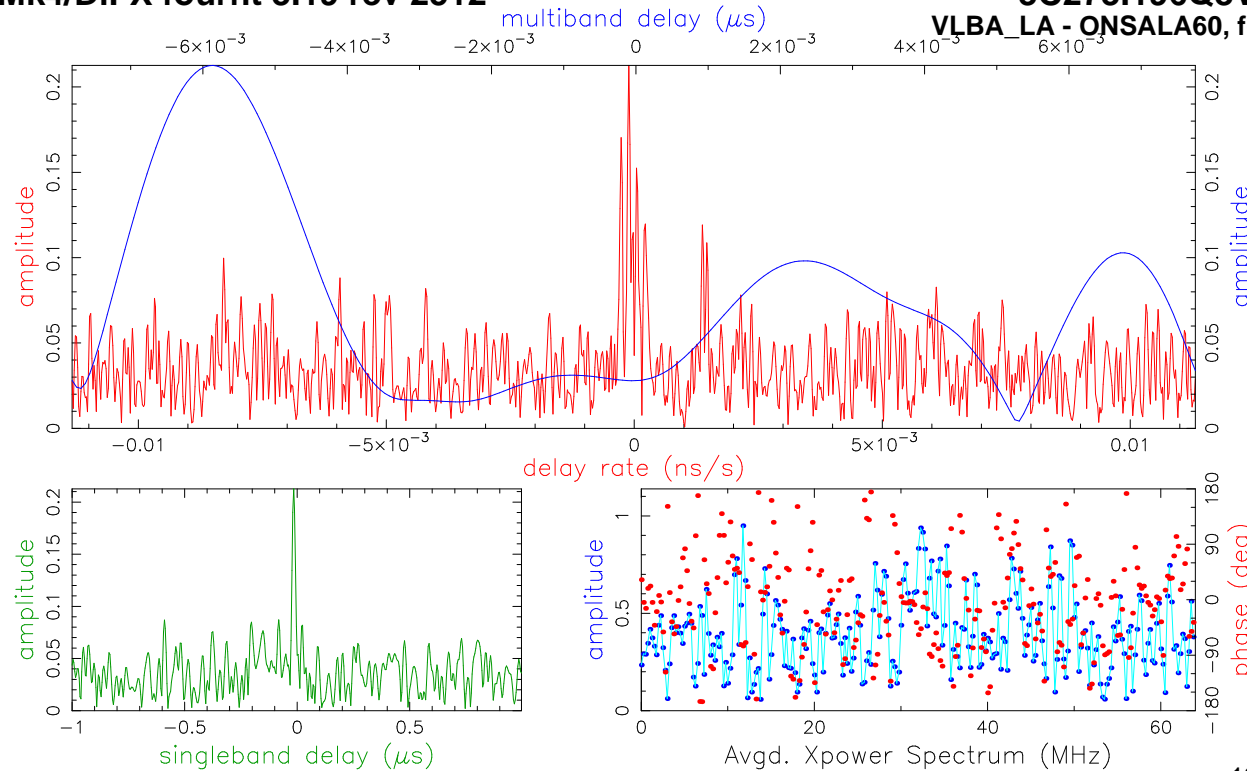 multiband delay (μs)
VLBA_LA - ONSALA60, f
−6×10⁻³ −4×10⁻³ −2×10⁻³ 0 2×10⁻³ 4×10⁻³ 6×10⁻³
amplitude
0 0.05 0.1 0.15 0.2
0 0.05 0.1 0.15 0.2
amplitude
−0.01 −5×10⁻³ 0 5×10⁻³ 0.01
delay rate (ns/s)
amplitude
0 0.05 0.1 0.15 0.2
−1 −0.5 0 0.5
singleband delay (μs)
amplitude
0 0.5 1
−180 −90 0 90 180
phase (deg)
0 20 40 60
Avgd. Xpower Spectrum (MHz)